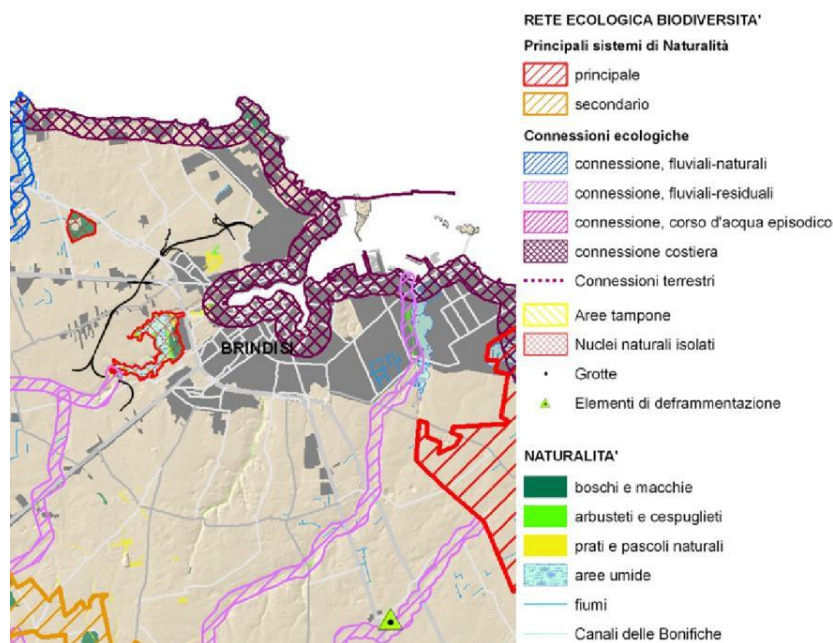 RETE ECOLOGICA BIODIVERSITA'
Principali sistemi di Naturalità
principale
secondario
Connessioni ecologiche
connessione, fluviali-naturali
connessione, fluviali-residuali
connessione, corso d'acqua episodico
connessione costiera
Connessioni terrestri
Aree tampone
Nuclei naturali isolati
Grotte
Elementi di deframmentazione
NATURALITA'
boschi e macchie
arbusteti e cespuglieti
prati e pascoli naturali
aree umide
fiumi
Canali delle Bonifiche
BRINDISI